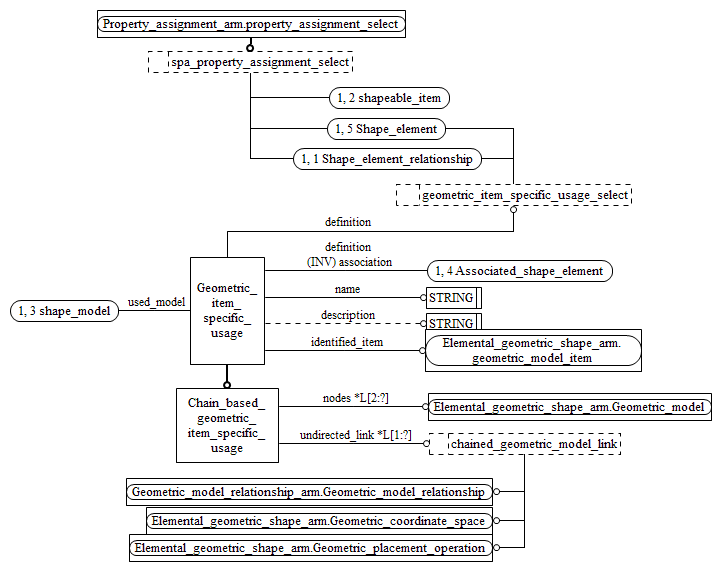 Property_assignment_arm.property_assignment_select
spa_property_assignment_select
1, 2 shapeable_item
1, 5 Shape_element
1, 1 Shape_element_relationship
geometric_item_specific_usage_select
definition
definition
(INV) association
1, 4 Associated_shape_element
Geometric_
item_
specific_
usage
name
STRING
1, 3 shape_model
used_model
description
STRING
identified_item
Elemental_geometric_shape_arm.
geometric_model_item
Chain_based_
geometric_
item_specific_
usage
nodes *L[2:?]
Elemental_geometric_shape_arm.Geometric_model
undirected_link *L[1:?]
chained_geometric_model_link
Geometric_model_relationship_arm.Geometric_model_relationship
Elemental_geometric_shape_arm.Geometric_coordinate_space
Elemental_geometric_shape_arm.Geometric_placement_operation